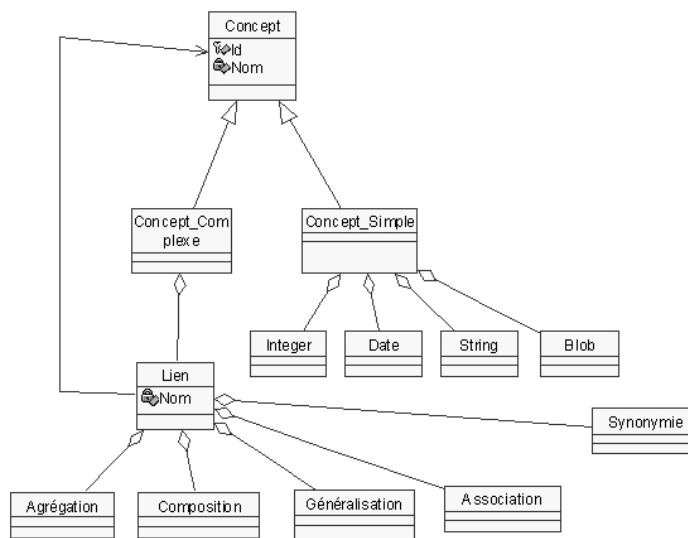 Concept
Id
Nom
Concept_Com
plexe
Concept_Simple
Integer
Date
String
Blob
Lien
Nom
Synonymie
Agrégation
Composition
Généralisation
Association